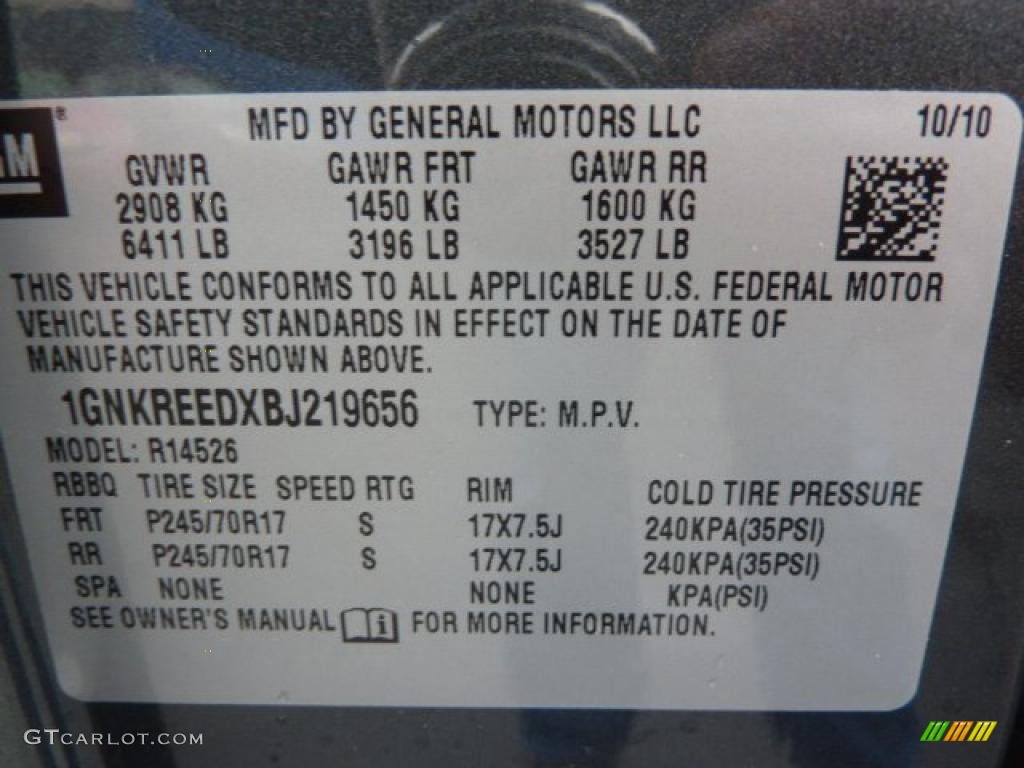 GM®
MFD BY GENERAL MOTORS LLC 10/10
GVWR GAWR FRT GAWR RR
2908 KG 1450 KG 1600 KG
6411 LB 3196 LB 3527 LB
THIS VEHICLE CONFORMS TO ALL APPLICABLE U.S. FEDERAL MOTOR
VEHICLE SAFETY STANDARDS IN EFFECT ON THE DATE OF
MANUFACTURE SHOWN ABOVE.
1GNKREEDXBJ219656 TYPE: M.P.V.
MODEL: R14526
RBBQ TIRE SIZE SPEED RTG RIM COLD TIRE PRESSURE
FRT P245/70R17 S 17X7.5J 240KPA(35PSI)
RR P245/70R17 S 17X7.5J 240KPA(35PSI)
SPA NONE NONE KPA(PSI)
SEE OWNER'S MANUAL FOR MORE INFORMATION.
GTCARLOT.COM